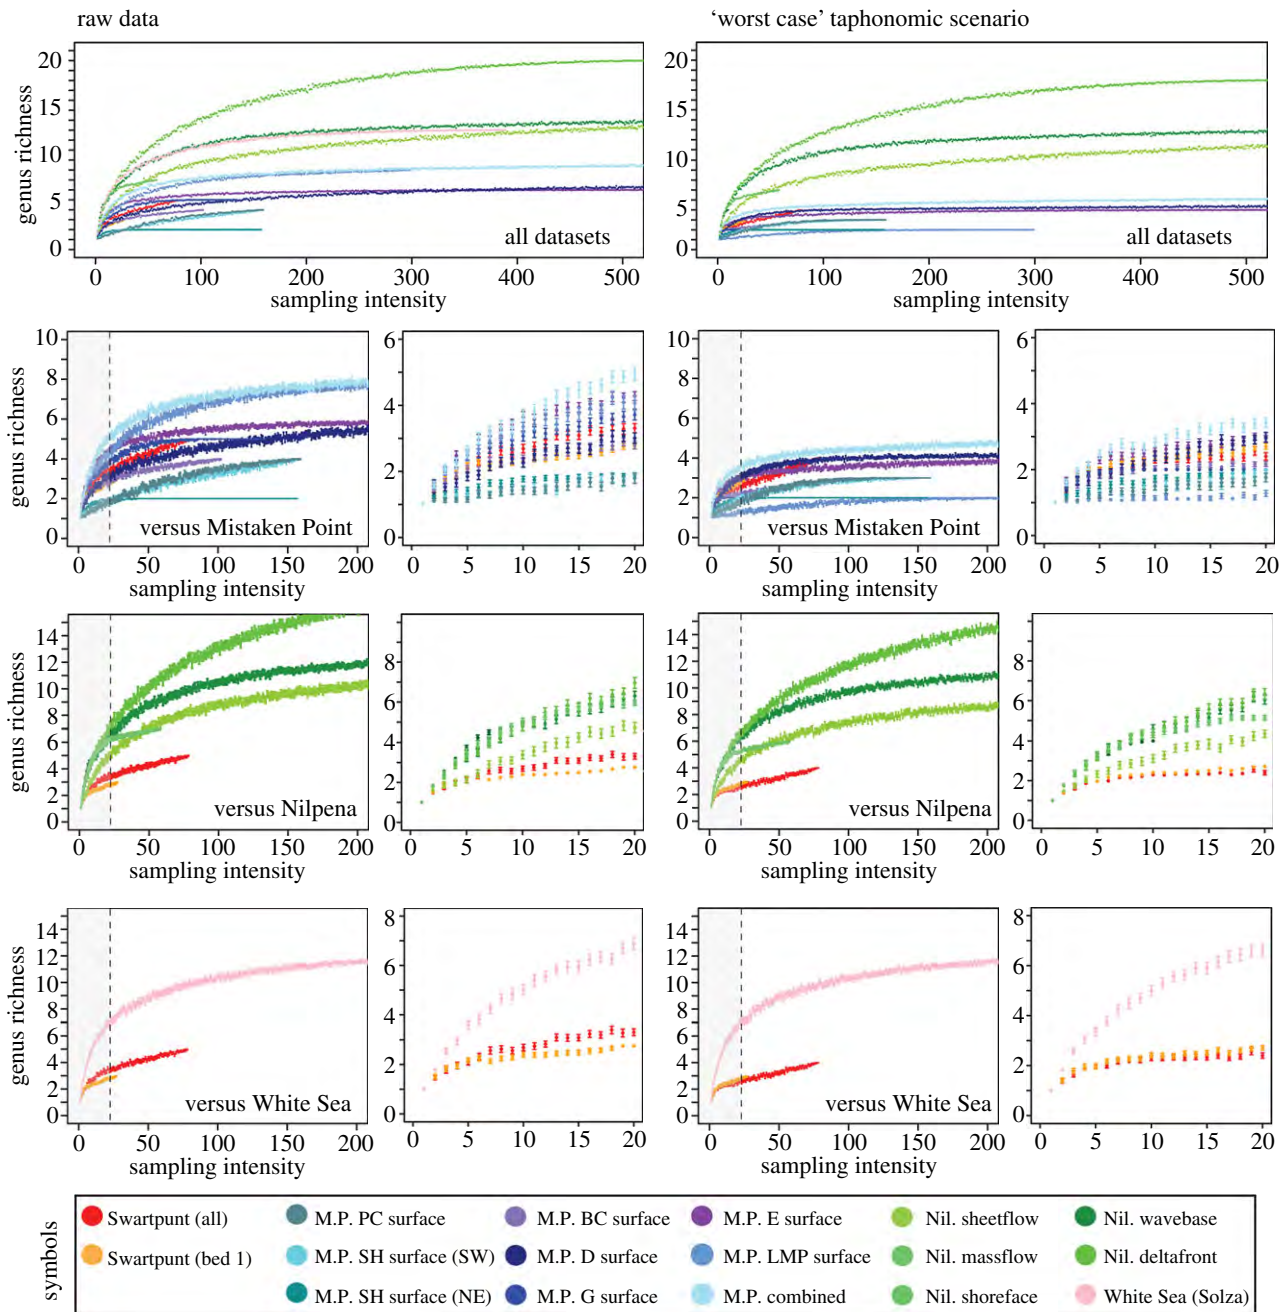 raw data
'worst case' taphonomic scenario
genus richness
20
15
10
5
0
all datasets
0 100 200 300 400 500
sampling intensity
20
15
10
5
0
all datasets
0 100 200 300 400 500
sampling intensity
genus richness
10
8
6
4
2
0
versus Mistaken Point
0 50 100 150 200
sampling intensity
6
4
2
0
0 5 10 15 20
10
8
6
4
2
0
versus Mistaken Point
0 50 100 150 200
sampling intensity
6
4
2
0
0 5 10 15 20
genus richness
14
12
10
8
6
4
2
0
versus Nilpena
0 50 100 150 200
sampling intensity
8
6
4
2
0
0 5 10 15 20
14
12
10
8
6
4
2
0
versus Nilpena
0 50 100 150 200
sampling intensity
8
6
4
2
0
0 5 10 15 20
genus richness
14
12
10
8
6
4
2
0
versus White Sea
0 50 100 150 200
sampling intensity
8
6
4
2
0
0 5 10 15 20
14
12
10
8
6
4
2
0
versus White Sea
0 50 100 150 200
sampling intensity
8
6
4
2
0
0 5 10 15 20
symbols
Swartpunt (all)
Swartpunt (bed 1)
M.P. PC surface
M.P. SH surface (SW)
M.P. SH surface (NE)
M.P. BC surface
M.P. D surface
M.P. G surface
M.P. E surface
M.P. LMP surface
M.P. combined
Nil. sheetflow
Nil. massflow
Nil. shoreface
Nil. wavebase
Nil. deltafront
White Sea (Solza)